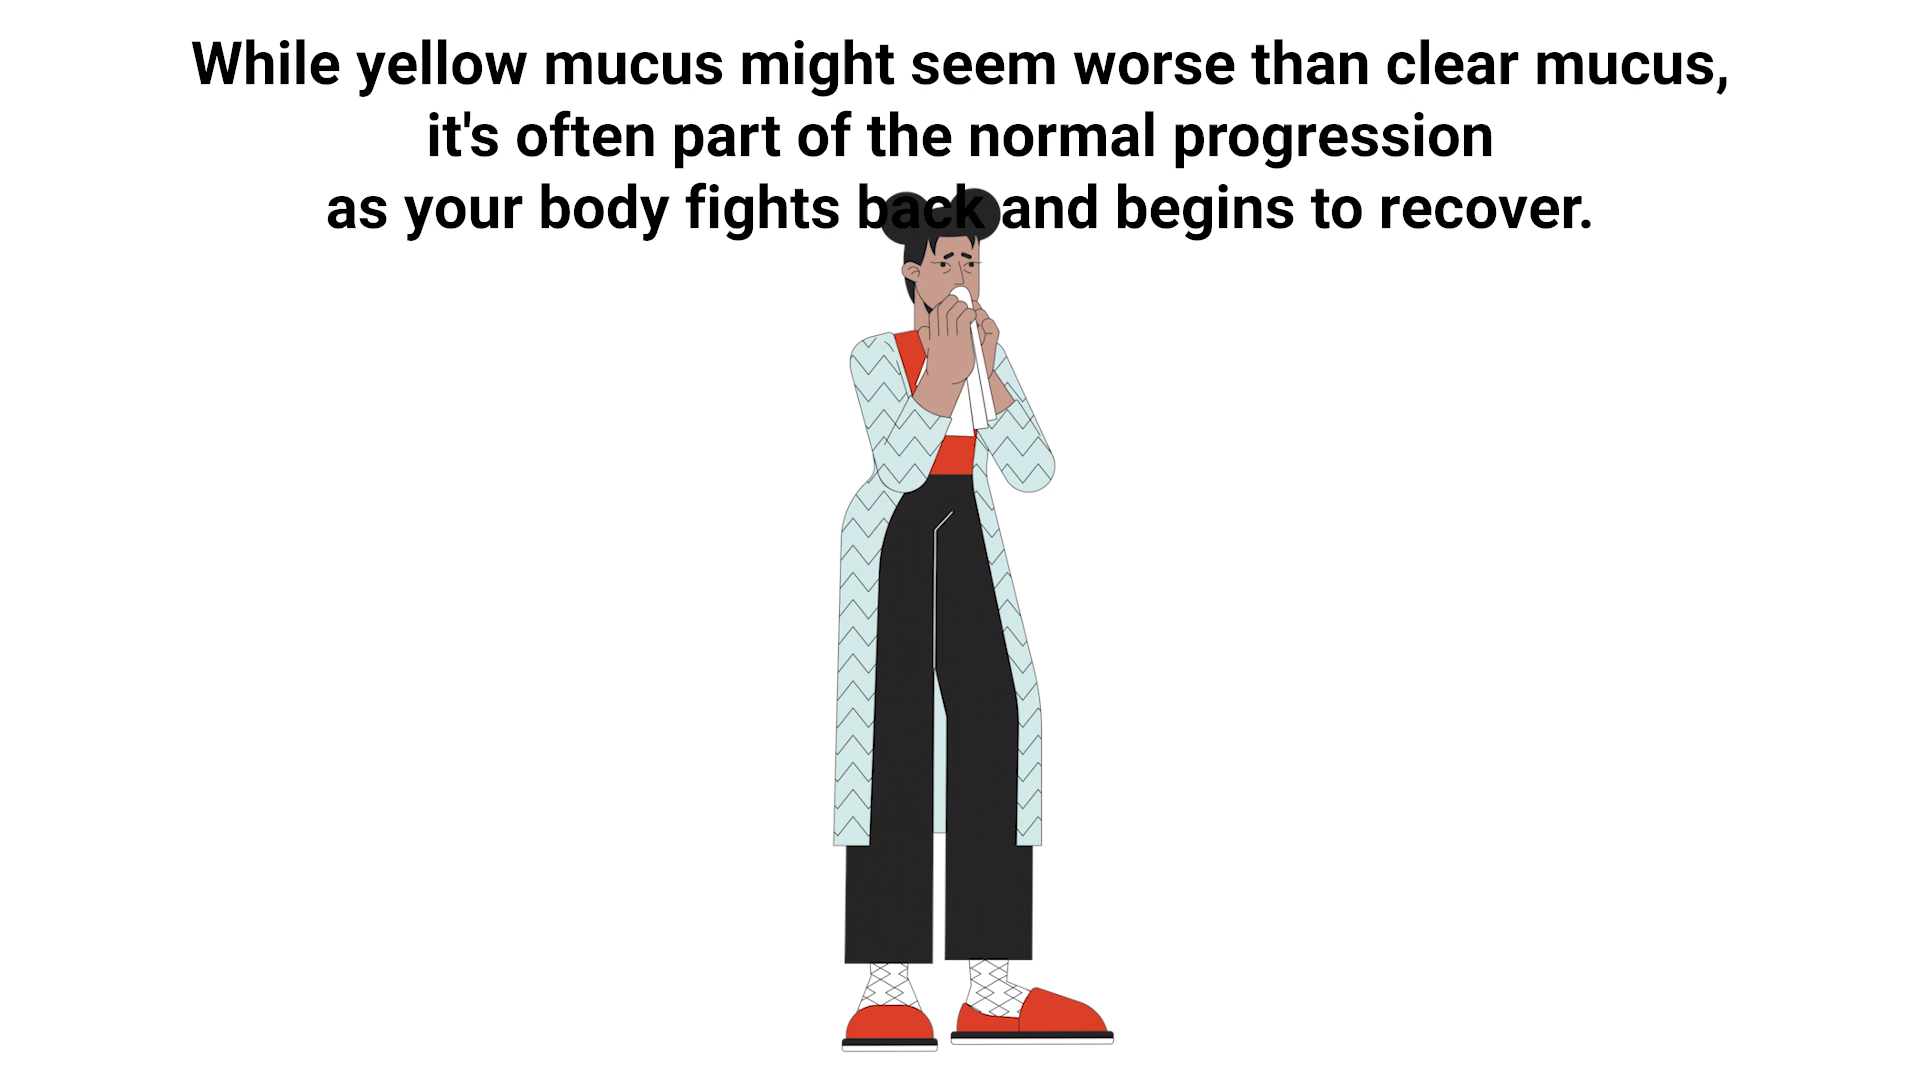 While yellow mucus might seem worse than clear mucus,
it's often part of the normal progression
as your body fights back and begins to recover.